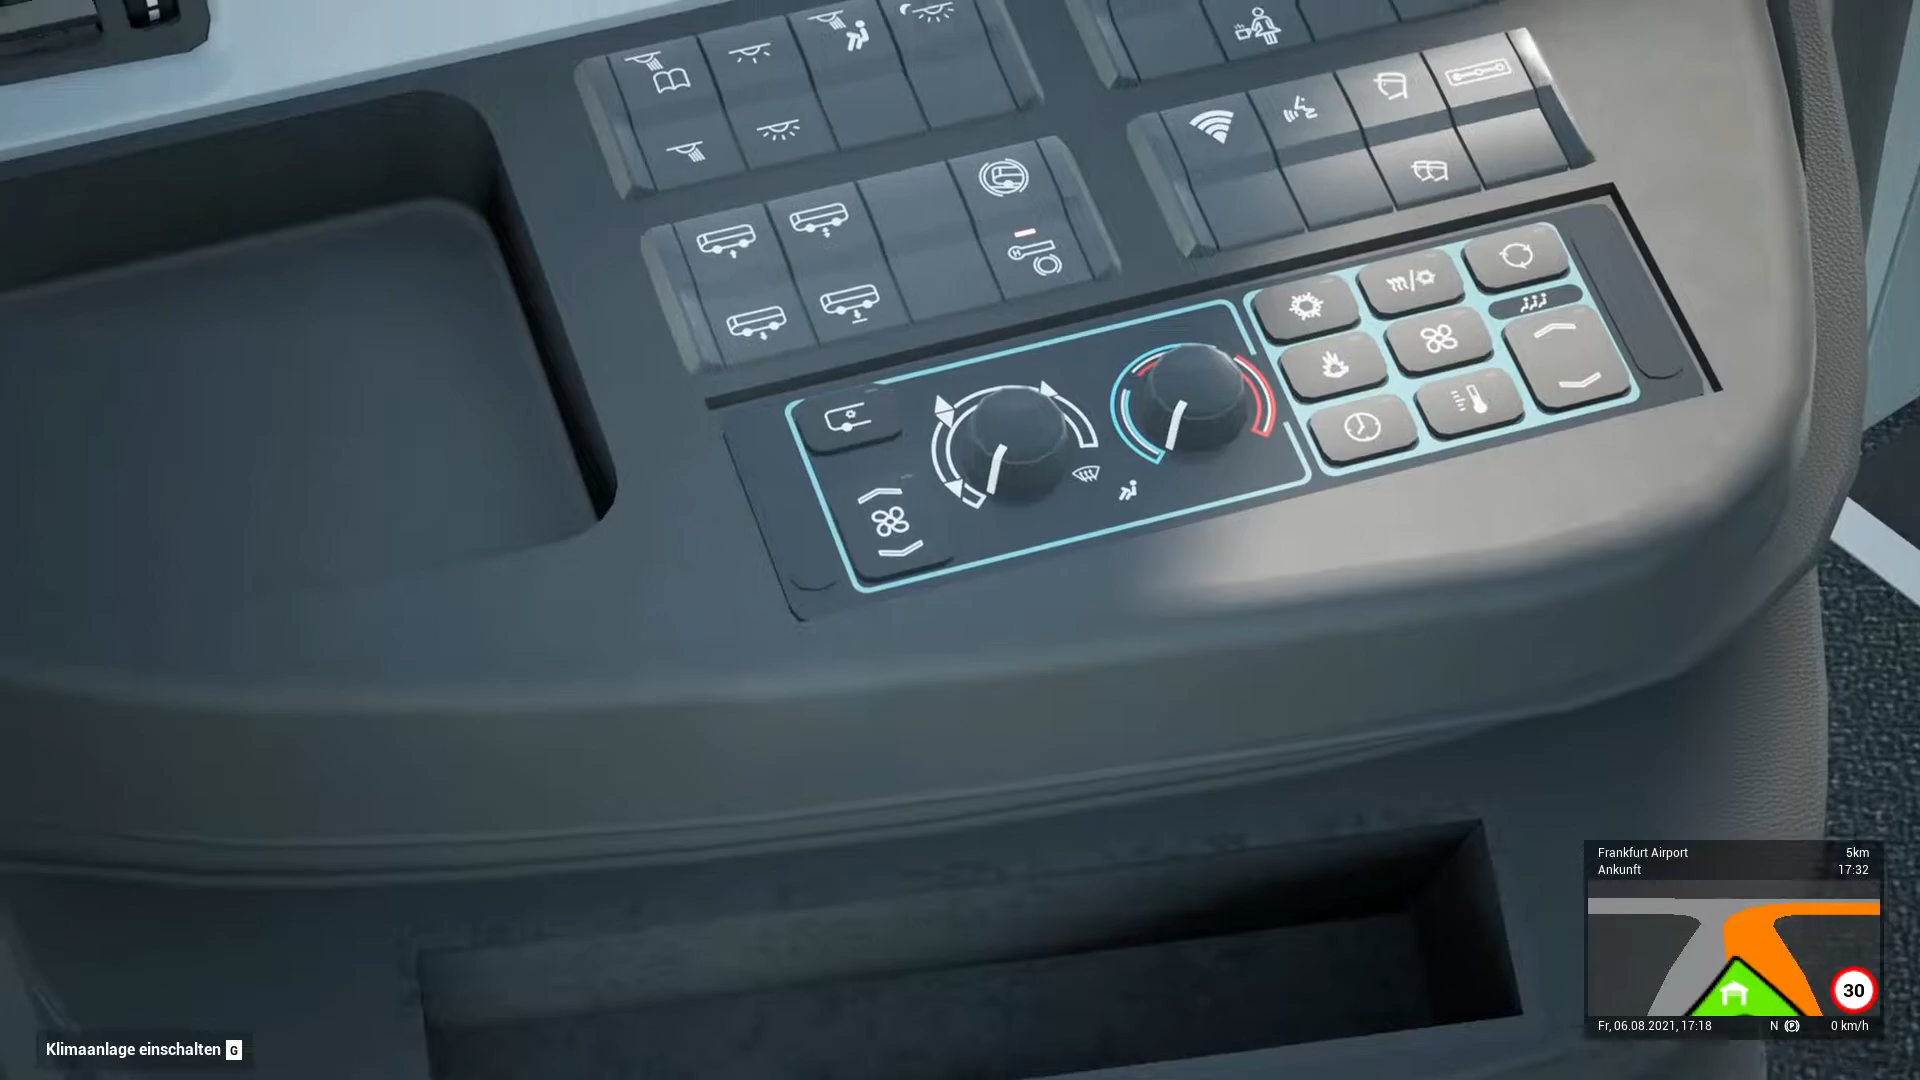 Frankfurt Airport 5km
Ankunft 17:32
30
Fr, 06.08.2021, 17:18 N P 0 km/h
Klimaanlage einschalten G